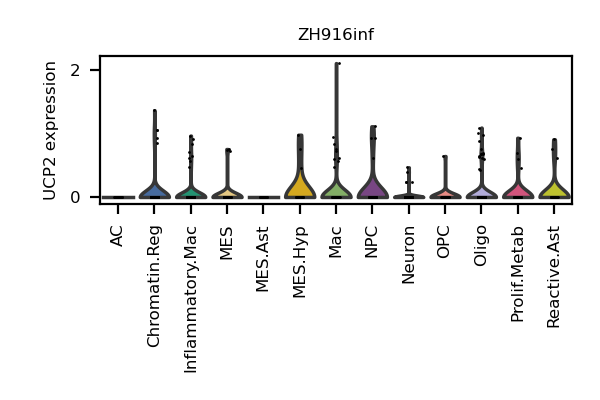 ZH916inf
UCP2 expression
2
0
AC
Chromatin.Reg
Inflammatory.Mac
MES
MES.Ast
MES.Hyp
Mac
NPC
Neuron
OPC
Oligo
Prolif.Metab
Reactive.Ast